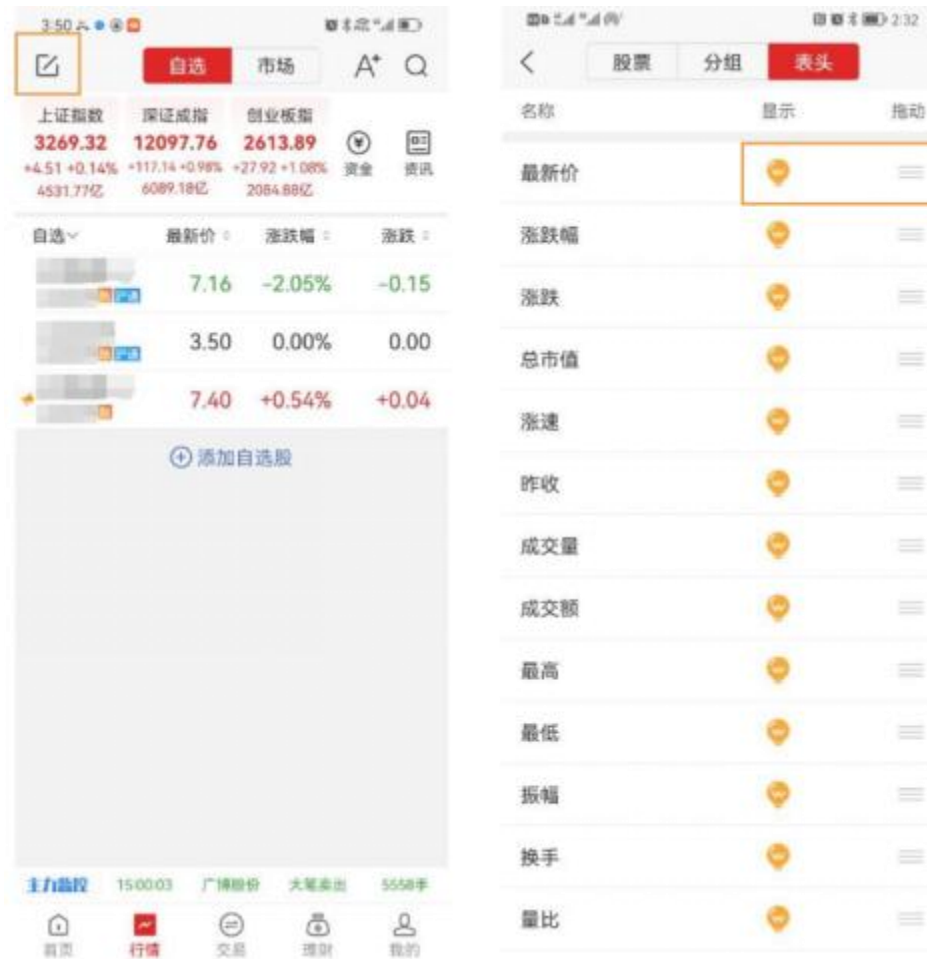 3:50
自选 市场 A+
上证指数 深证成指 创业板指
3269.32 12097.76 2613.89
+4.51 +0.14% +117.14 +0.98% +27.92 +1.08% 资金 资讯
4531.77亿 6089.18亿 2084.88亿
自选 最新价 涨跌幅 涨跌
7.16 -2.05% -0.15
3.50 0.00% 0.00
7.40 +0.54% +0.04
添加自选股
主力监控 15:00:03 广博股份 大笔卖出 5558手
首页 行情 交易 理财 我的
2:32
股票 分组 表头
名称 显示 拖动
最新价
涨跌幅
涨跌
总市值
涨速
昨收
成交量
成交额
最高
最低
振幅
换手
量比